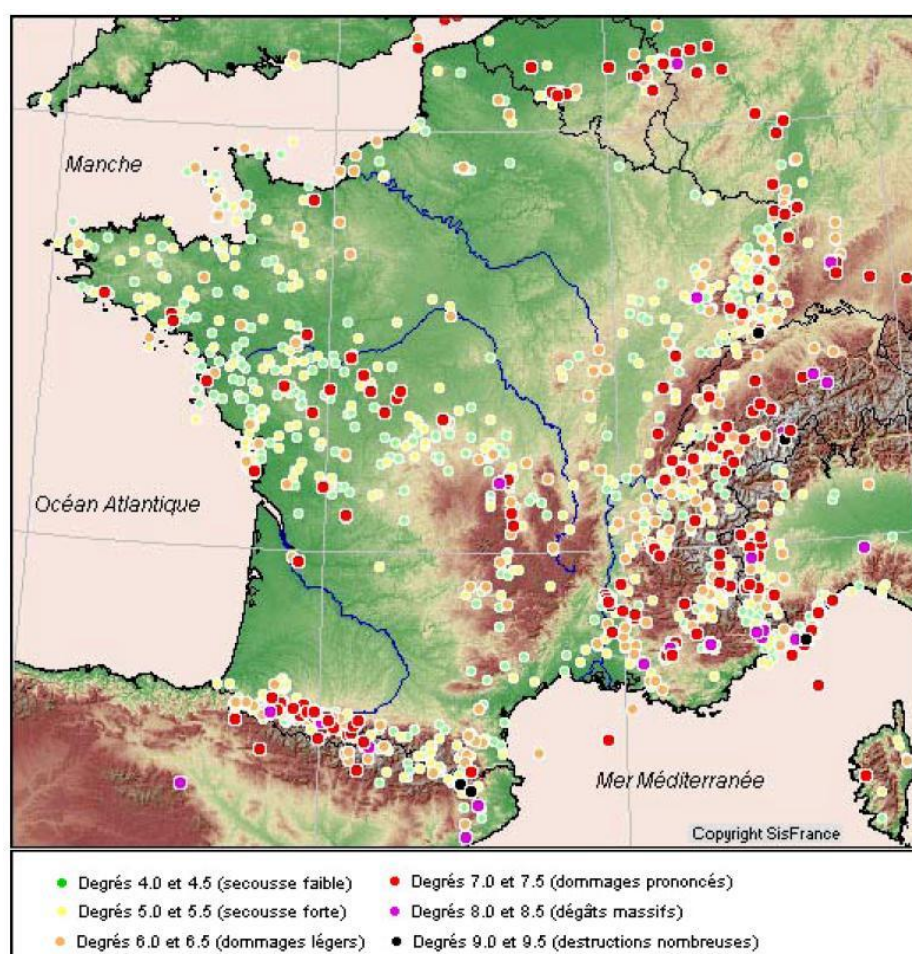 Manche
Océan Atlantique
Mer Méditerranée
Copyright SisFrance
Degrés 4.0 et 4.5 (secousse faible)
Degrés 7.0 et 7.5 (dommages prononcés)
Degrés 5.0 et 5.5 (secousse forte)
Degrés 8.0 et 8.5 (dégâts massifs)
Degrés 6.0 et 6.5 (dommages légers)
Degrés 9.0 et 9.5 (destructions nombreuses)